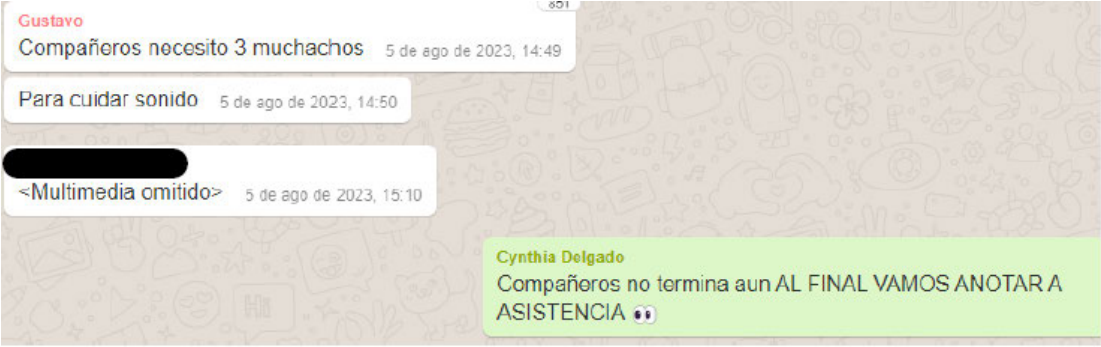 851
Gustavo
Compañeros necesito 3 muchachos 5 de ago de 2023, 14:49
Para cuidar sonido 5 de ago de 2023, 14:50
<Multimedia omitido> 5 de ago de 2023, 15:10
Cynthia Delgado
Compañeros no termina aun AL FINAL VAMOS ANOTAR A
ASISTENCIA 👀